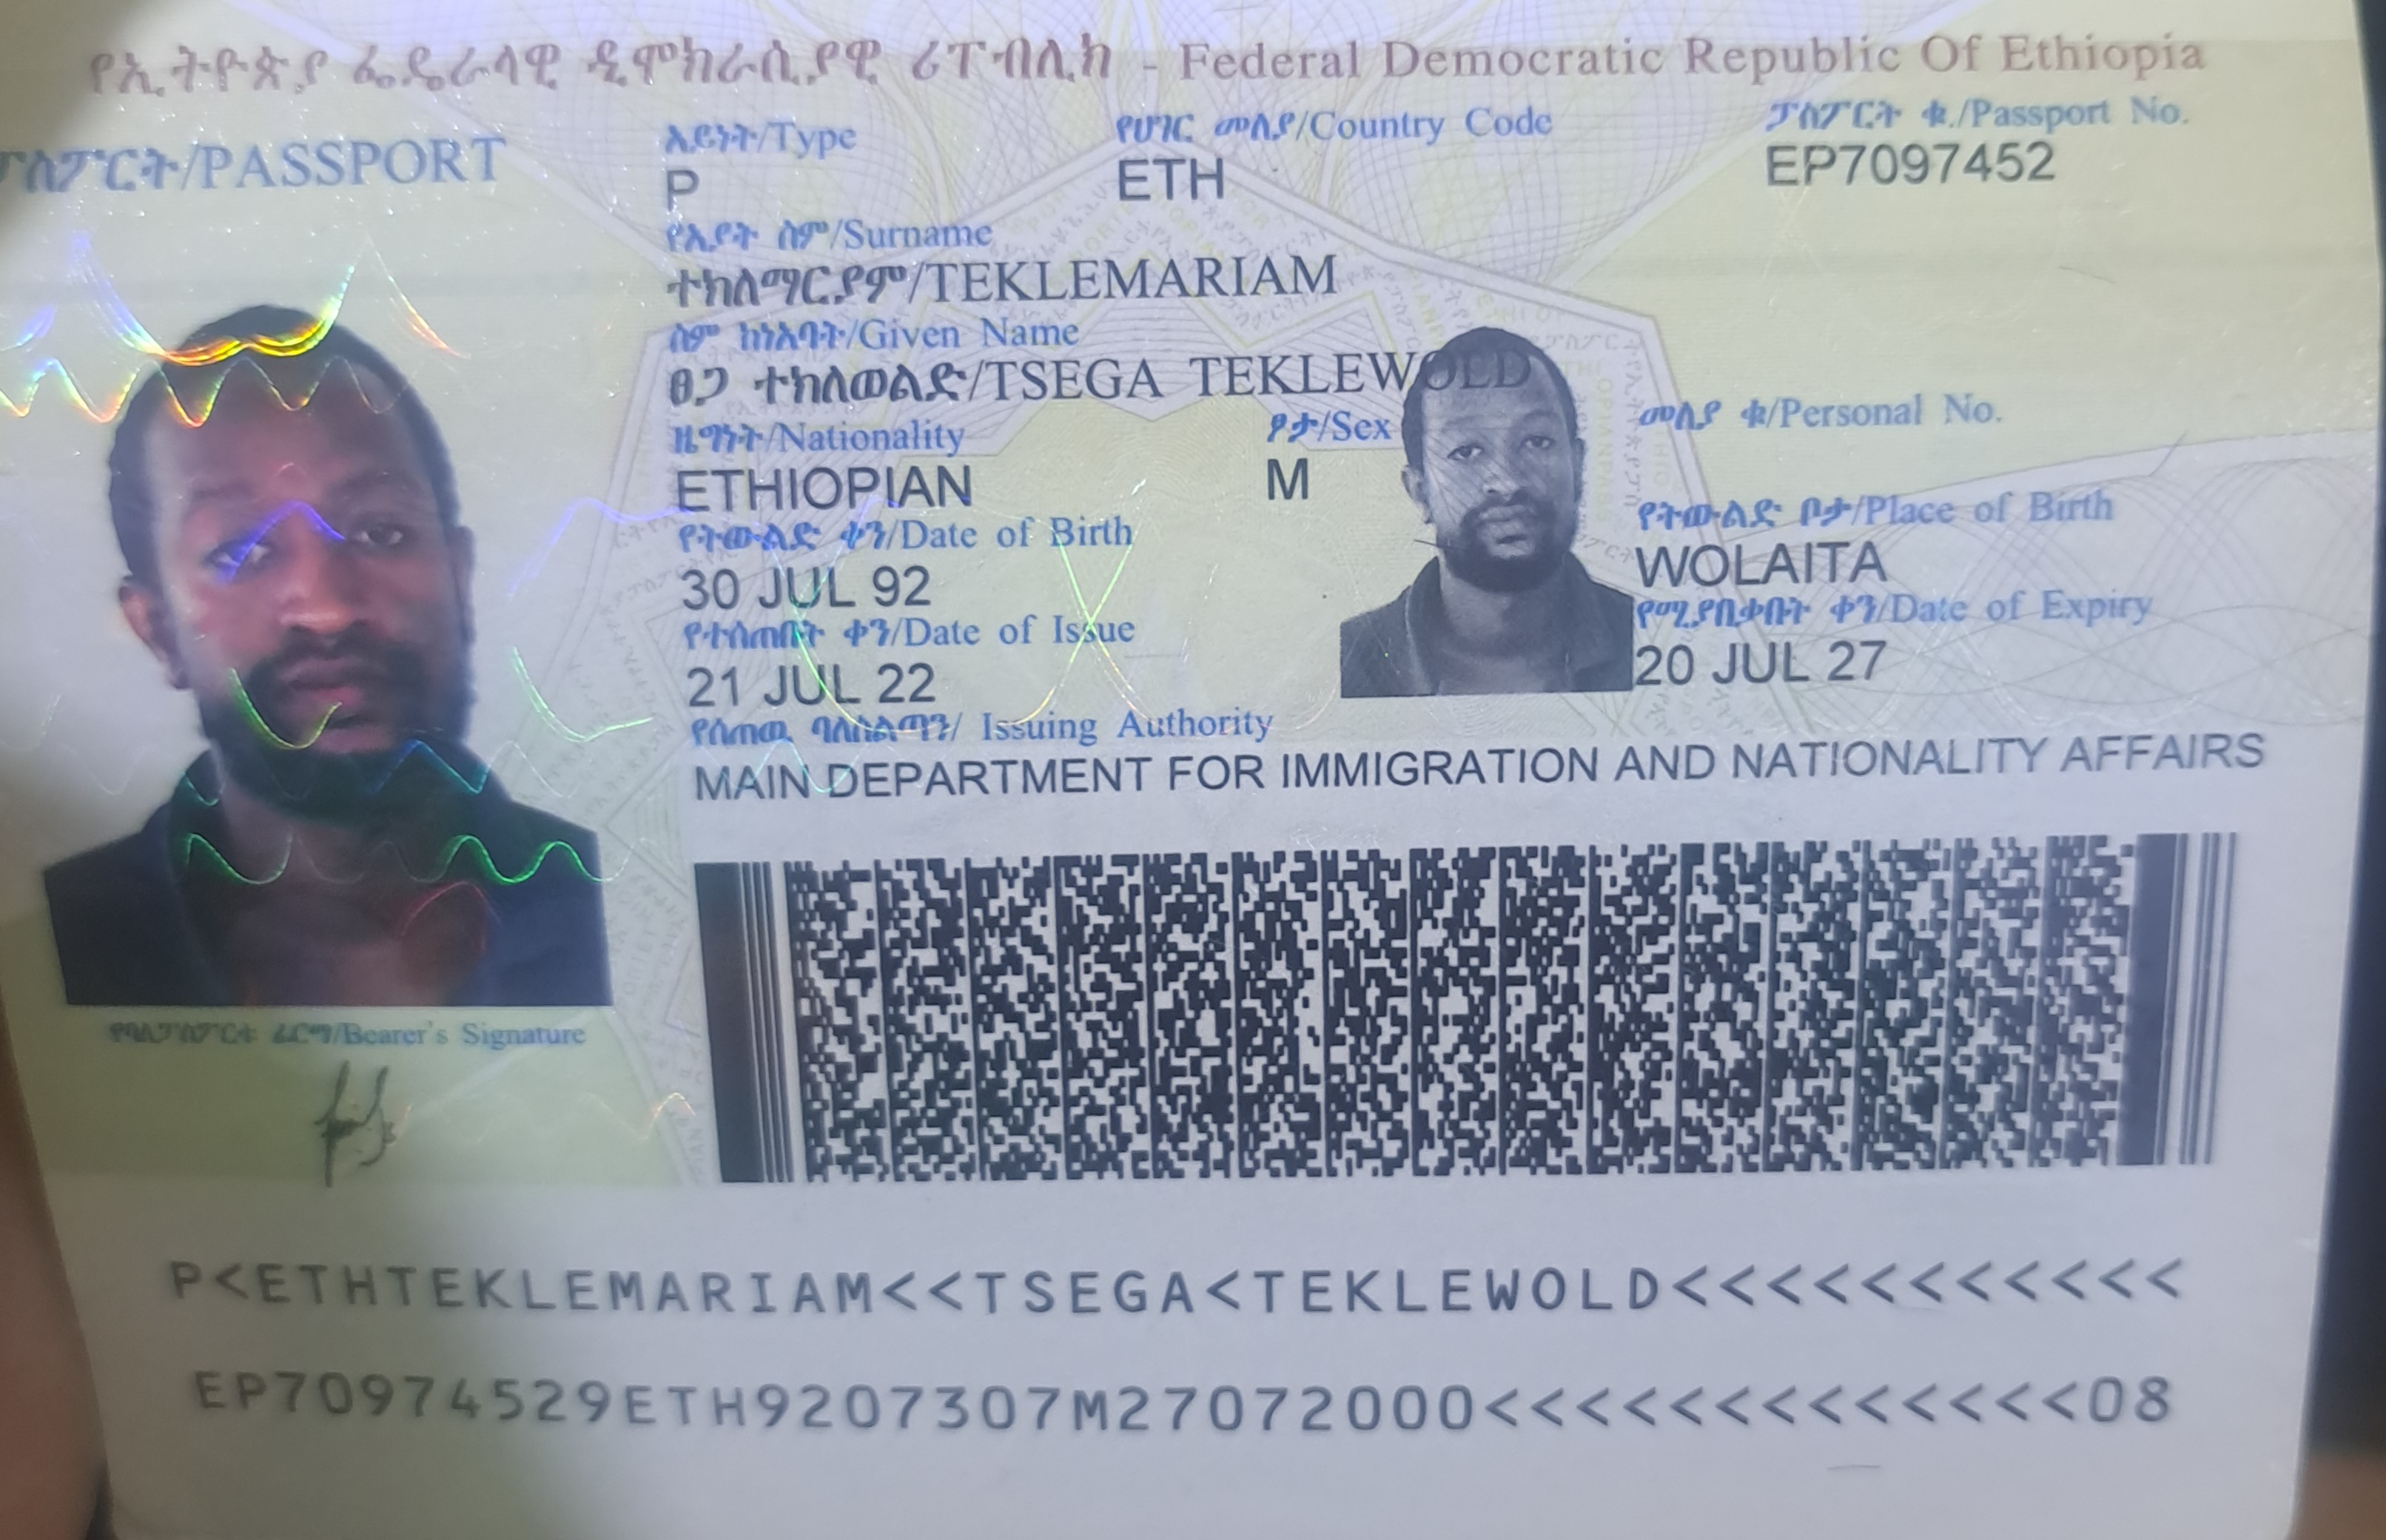 የኢትዮጵያ ፌዴራላዊ ዲሞክራሲያዊ ሪፐብሊክ - Federal Democratic Republic Of Ethiopia
ፓስፖርት/PASSPORT
አይነት/Type
P
የሀገር መለያ/Country Code
ETH
ፓስፖርት ቁ./Passport No.
EP7097452
የአያት ስም/Surname
ተክለማርያም/TEKLEMARIAM
ስም ከነአባት/Given Name
ፀጋ ተክለወልድ/TSEGA TEKLEWOLD
ዜግነት/Nationality
ETHIOPIAN
ፆታ/Sex
M
መለያ ቁ/Personal No.
የትውልድ ቀን/Date of Birth
30 JUL 92
የትውልድ ቦታ/Place of Birth
WOLAITA
የተሰጠበት ቀን/Date of Issue
21 JUL 22
የሚያበቃበት ቀን/Date of Expiry
20 JUL 27
የሰጠው ባለስልጣን/ Issuing Authority
MAIN DEPARTMENT FOR IMMIGRATION AND NATIONALITY AFFAIRS
የባለፓስፖርቱ ፊርማ/Bearer's Signature
P<ETHTEKLEMARIAM<<TSEGA<TEKLEWOLD<<<<<<<<<<<
EP70974529ETH9207307M27072000<<<<<<<<<<<<<08